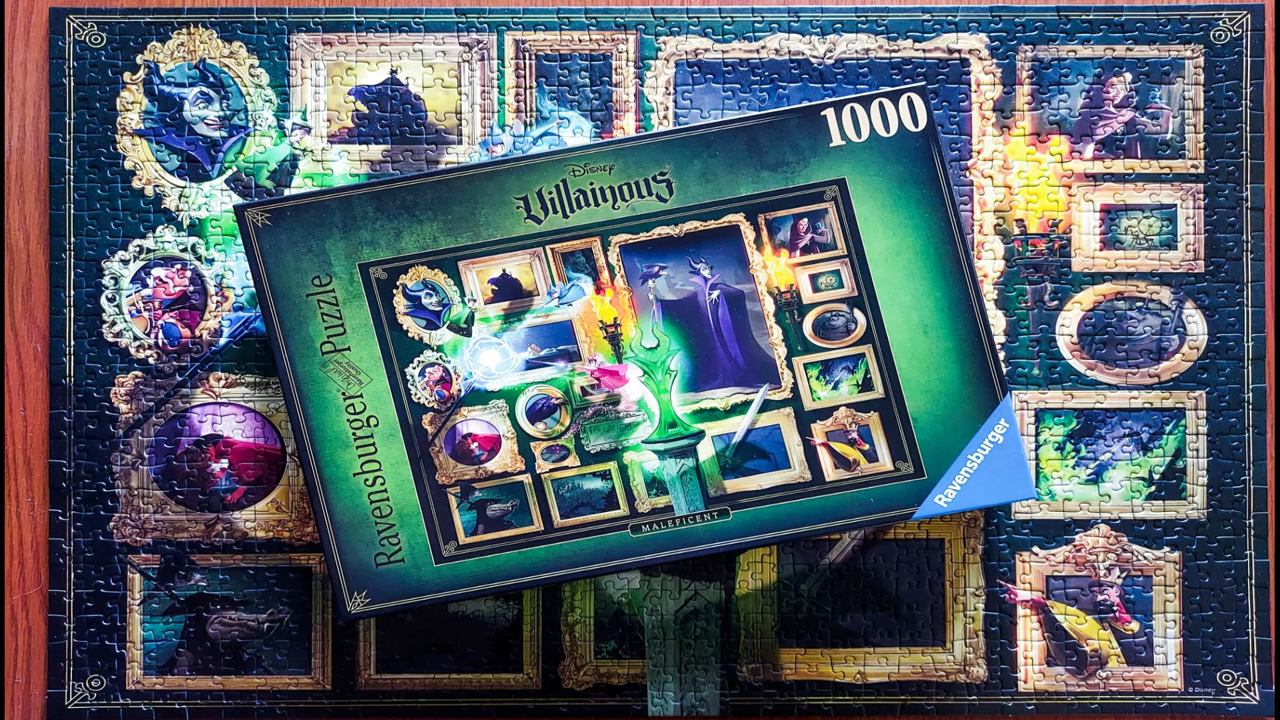 1000
Disney
Villainous
Ravensburger Puzzle
Ravensburger
MALEFICENT
© Disney